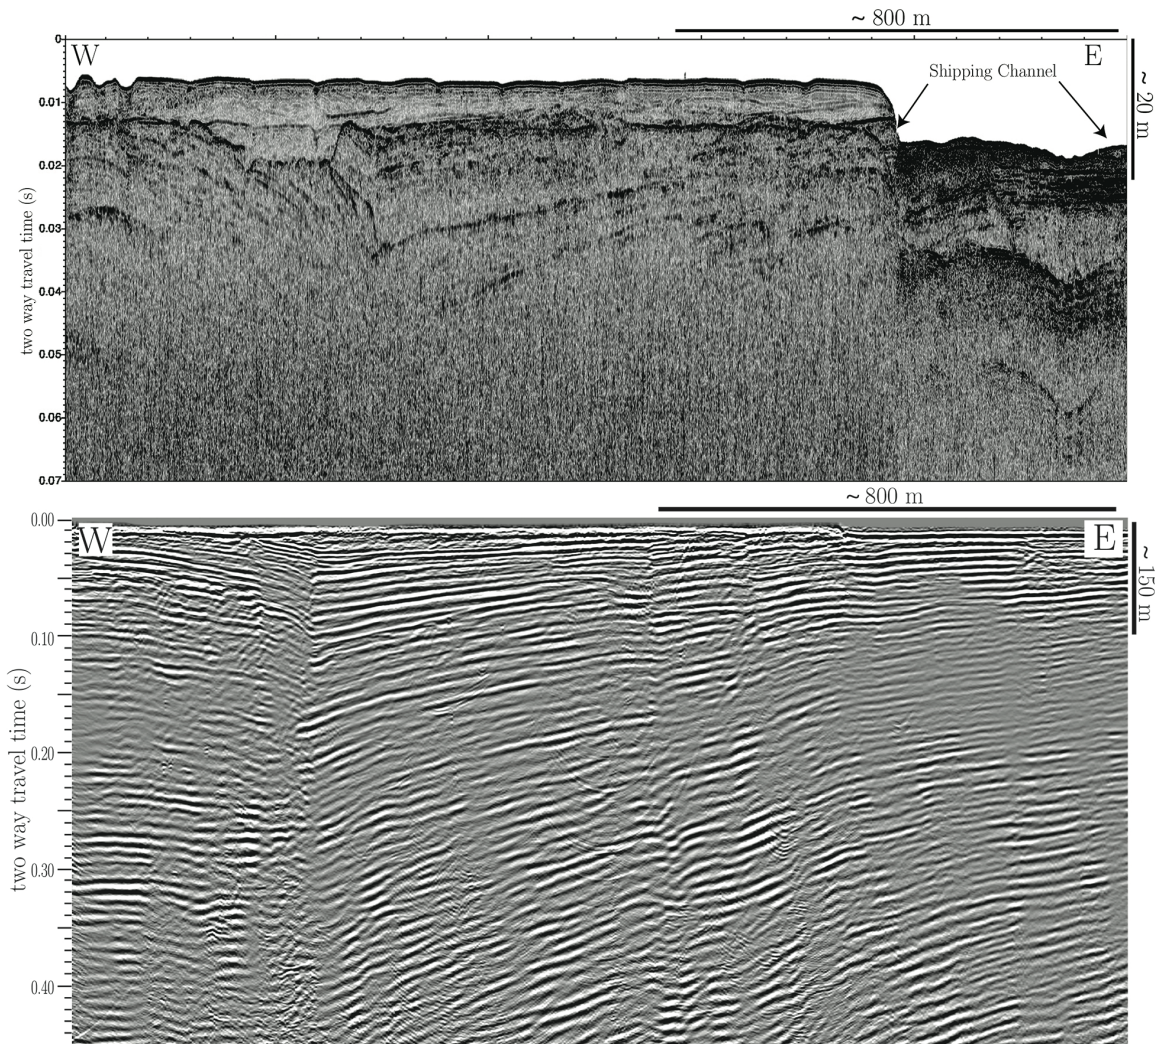 ~ 800 m
0
W
E
Shipping Channel
0.01
~ 20 m
0.02
0.03
two way travel time (s)
0.04
0.05
0.06
0.07
~ 800 m
0.00
W
E
~ 150 m
0.10
two way travel time (s)
0.20
0.30
0.40